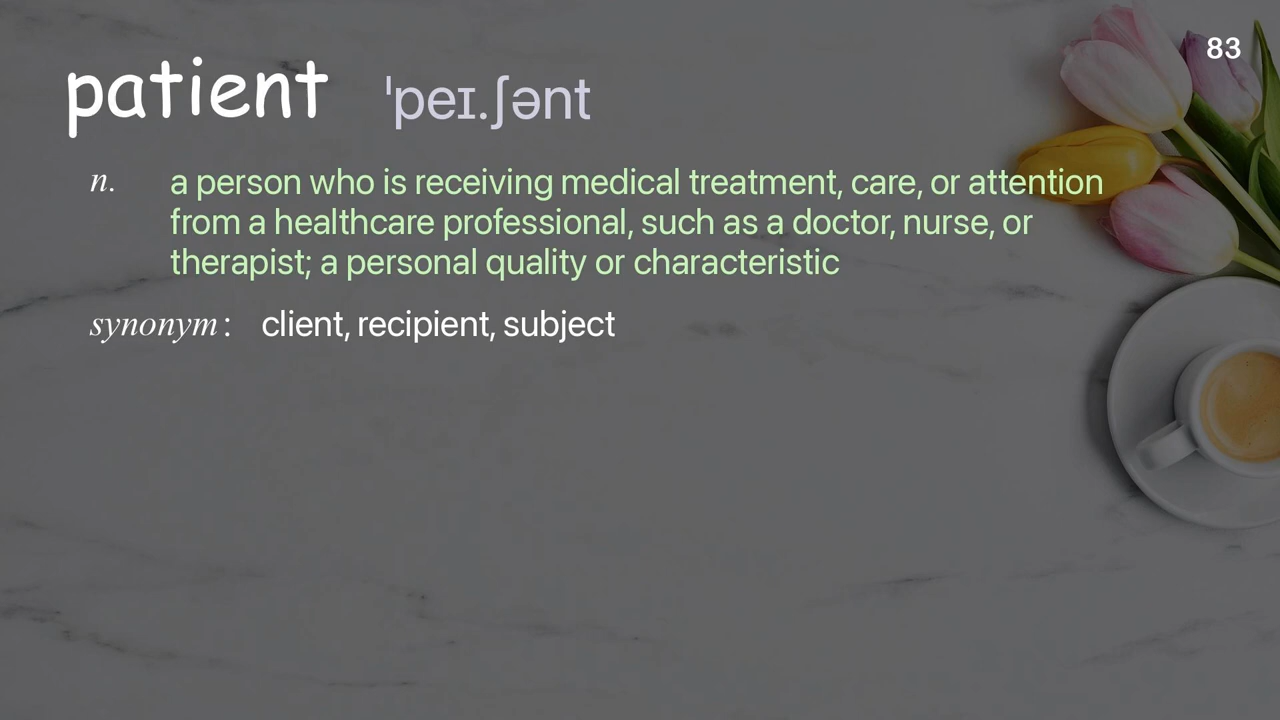 83
patient ˈpeɪ.ʃənt
n. a person who is receiving medical treatment, care, or attention
from a healthcare professional, such as a doctor, nurse, or
therapist; a personal quality or characteristic
synonym: client, recipient, subject